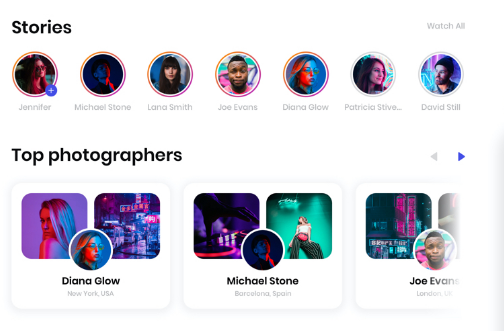 Stories
Watch All
Jennifer
Michael Stone
Lana Smith
Joe Evans
Diana Glow
Patricia Stive...
David Still
Top photographers
Diana Glow
New York, USA
Michael Stone
Barcelona, Spain
Joe Evans
London, UK